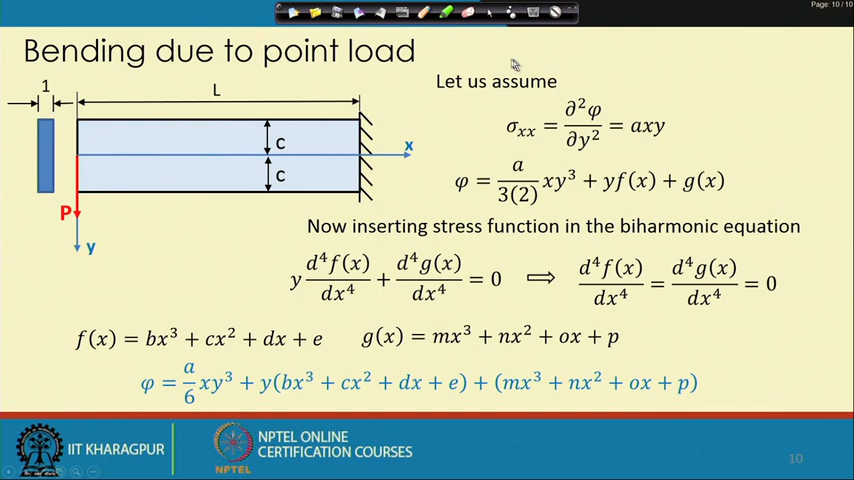 Page: 10 / 10
Bending due to point load
1
L
c
c
x
P
y
Let us assume
σ_xx = ∂²φ/∂y² = axy
φ = a/3(2) xy³ + yf(x) + g(x)
Now inserting stress function in the biharmonic equation
y d⁴f(x)/dx⁴ + d⁴g(x)/dx⁴ = 0 ⟹ d⁴f(x)/dx⁴ = d⁴g(x)/dx⁴ = 0
f(x) = bx³ + cx² + dx + e g(x) = mx³ + nx² + ox + p
φ = a/6 xy³ + y(bx³ + cx² + dx + e) + (mx³ + nx² + ox + p)
IIT KHARAGPUR
NPTEL
NPTEL ONLINE
CERTIFICATION COURSES
10